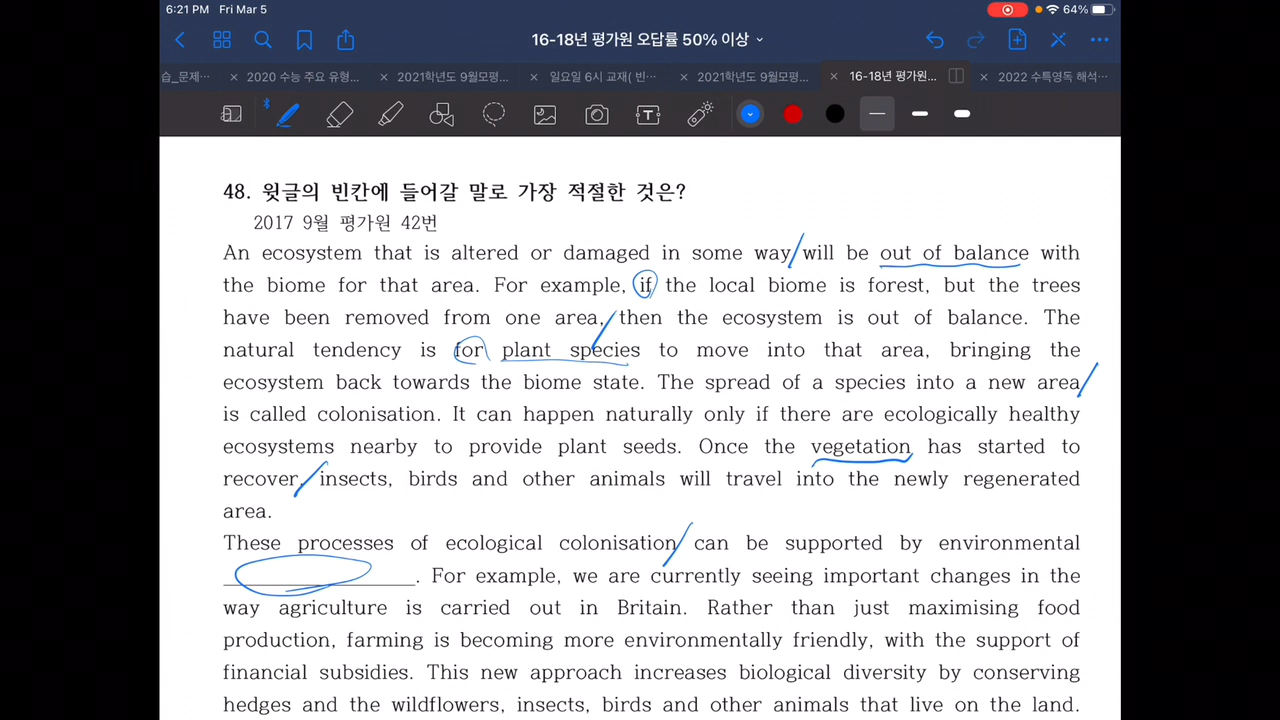 6:21 PM Fri Mar 5 64%
16-18년 평가원 오답률 50% 이상
습_문제… × 2020 수능 주요 유형… × 2021학년도 9월모평… × 일요일 6시 교재( 빈… × 2021학년도 9월모평… × 16-18년 평가원… × 2022 수특영독 해석…
48. 윗글의 빈칸에 들어갈 말로 가장 적절한 것은?
2017 9월 평가원 42번
An ecosystem that is altered or damaged in some way will be out of balance with
the biome for that area. For example, if the local biome is forest, but the trees
have been removed from one area, then the ecosystem is out of balance. The
natural tendency is for plant species to move into that area, bringing the
ecosystem back towards the biome state. The spread of a species into a new area
is called colonisation. It can happen naturally only if there are ecologically healthy
ecosystems nearby to provide plant seeds. Once the vegetation has started to
recover, insects, birds and other animals will travel into the newly regenerated
area.
These processes of ecological colonisation can be supported by environmental
____________. For example, we are currently seeing important changes in the
way agriculture is carried out in Britain. Rather than just maximising food
production, farming is becoming more environmentally friendly, with the support of
financial subsidies. This new approach increases biological diversity by conserving
hedges and the wildflowers, insects, birds and other animals that live on the land.